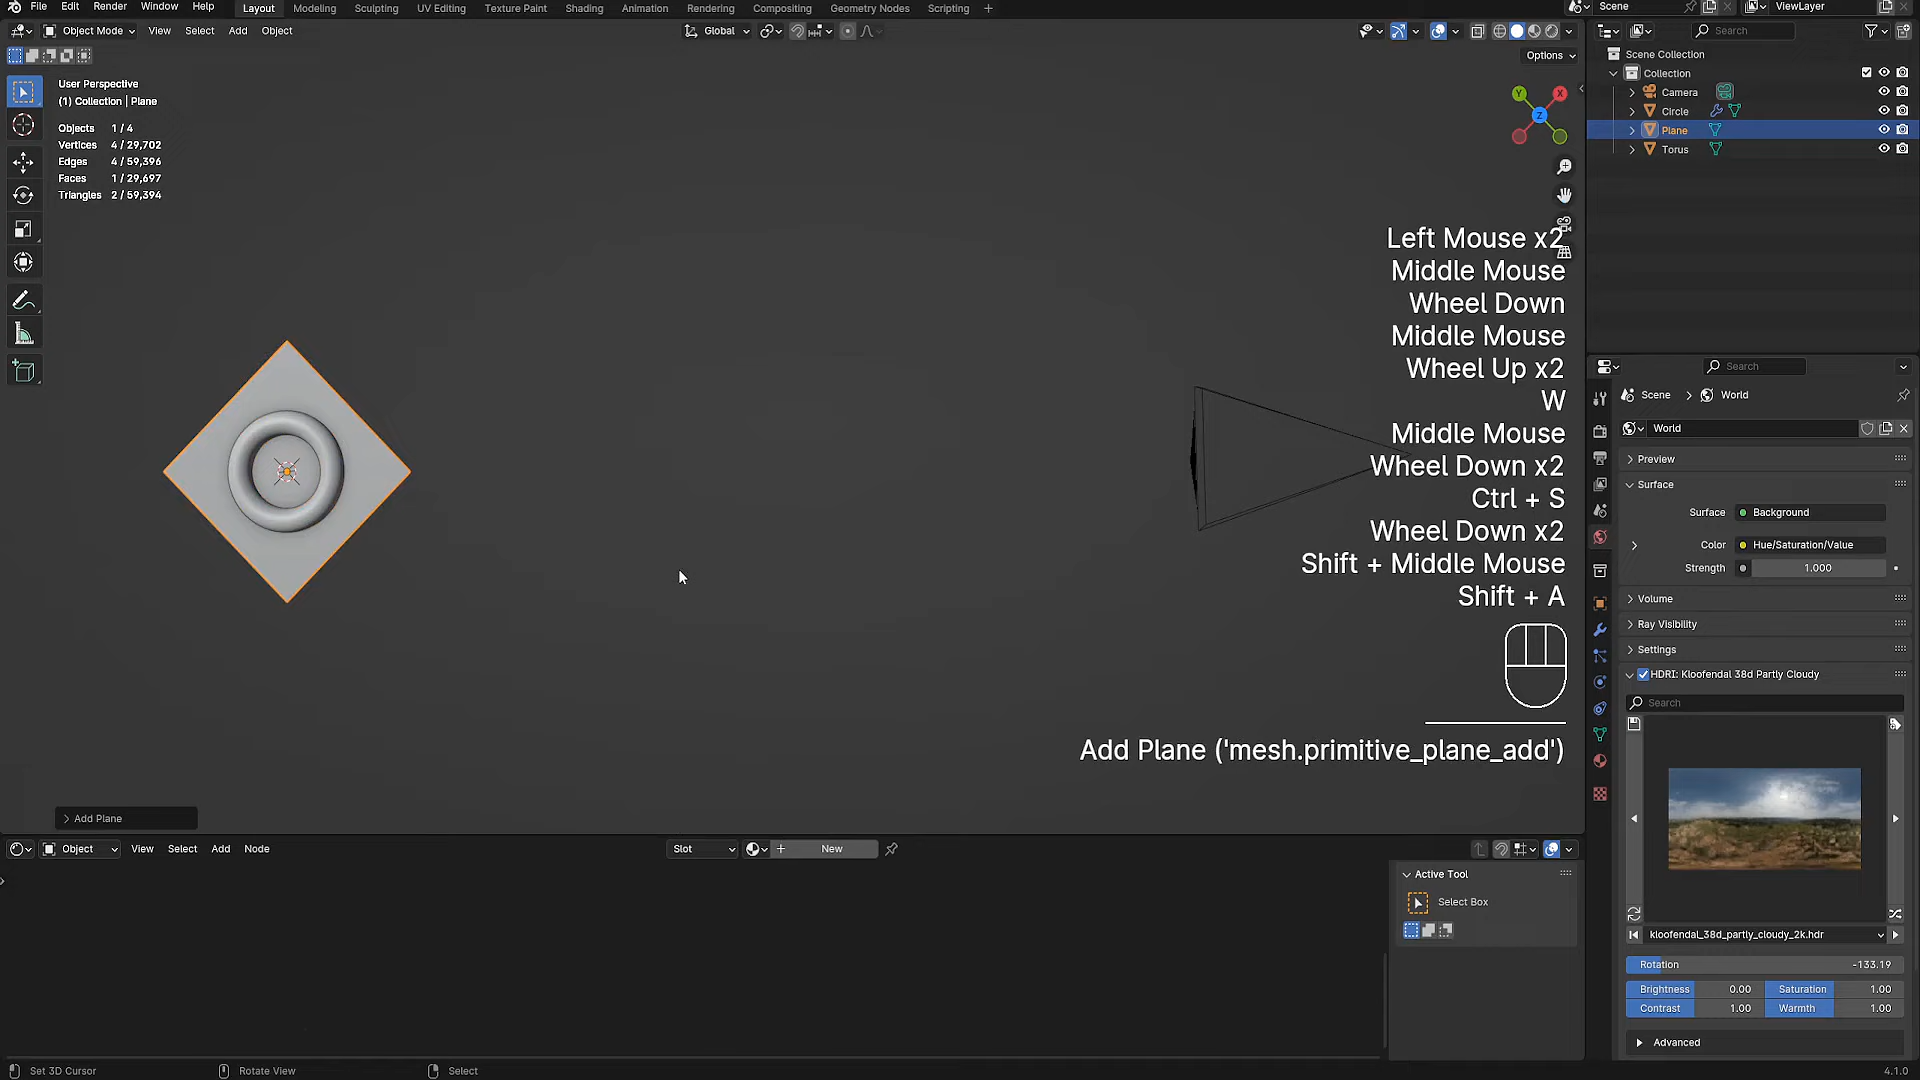 File Edit Render Window Help Layout Modeling Sculpting UV Editing Texture Paint Shading Animation Rendering Compositing Geometry Nodes Scripting +
Scene ViewLayer
Object Mode View Select Add Object Global
Search
Options
Scene Collection
Collection
Camera
Circle
Plane
Torus
User Perspective
(1) Collection | Plane
Objects 1 / 4
Vertices 4 / 29,702
Edges 4 / 59,396
Faces 1 / 29,697
Triangles 2 / 59,394
Y X
Z
Left Mouse x2
Middle Mouse
Wheel Down
Middle Mouse
Wheel Up x2
W
Middle Mouse
Wheel Down x2
Ctrl + S
Wheel Down x2
Shift + Middle Mouse
Shift + A
Add Plane ('mesh.primitive_plane_add')
Add Plane
Search
Scene World
World
Preview
Surface
Surface Background
Color Hue/Saturation/Value
Strength 1.000
Volume
Ray Visibility
Settings
HDRI: Kloofendal 38d Partly Cloudy
Search
kloofendal_38d_partly_cloudy_2k.hdr
Rotation -133.19
Brightness 0.00 Saturation 1.00
Contrast 1.00 Warmth 1.00
Advanced
Object View Select Add Node Slot + New
Active Tool
Select Box
Set 3D Cursor Rotate View Select 4.1.0